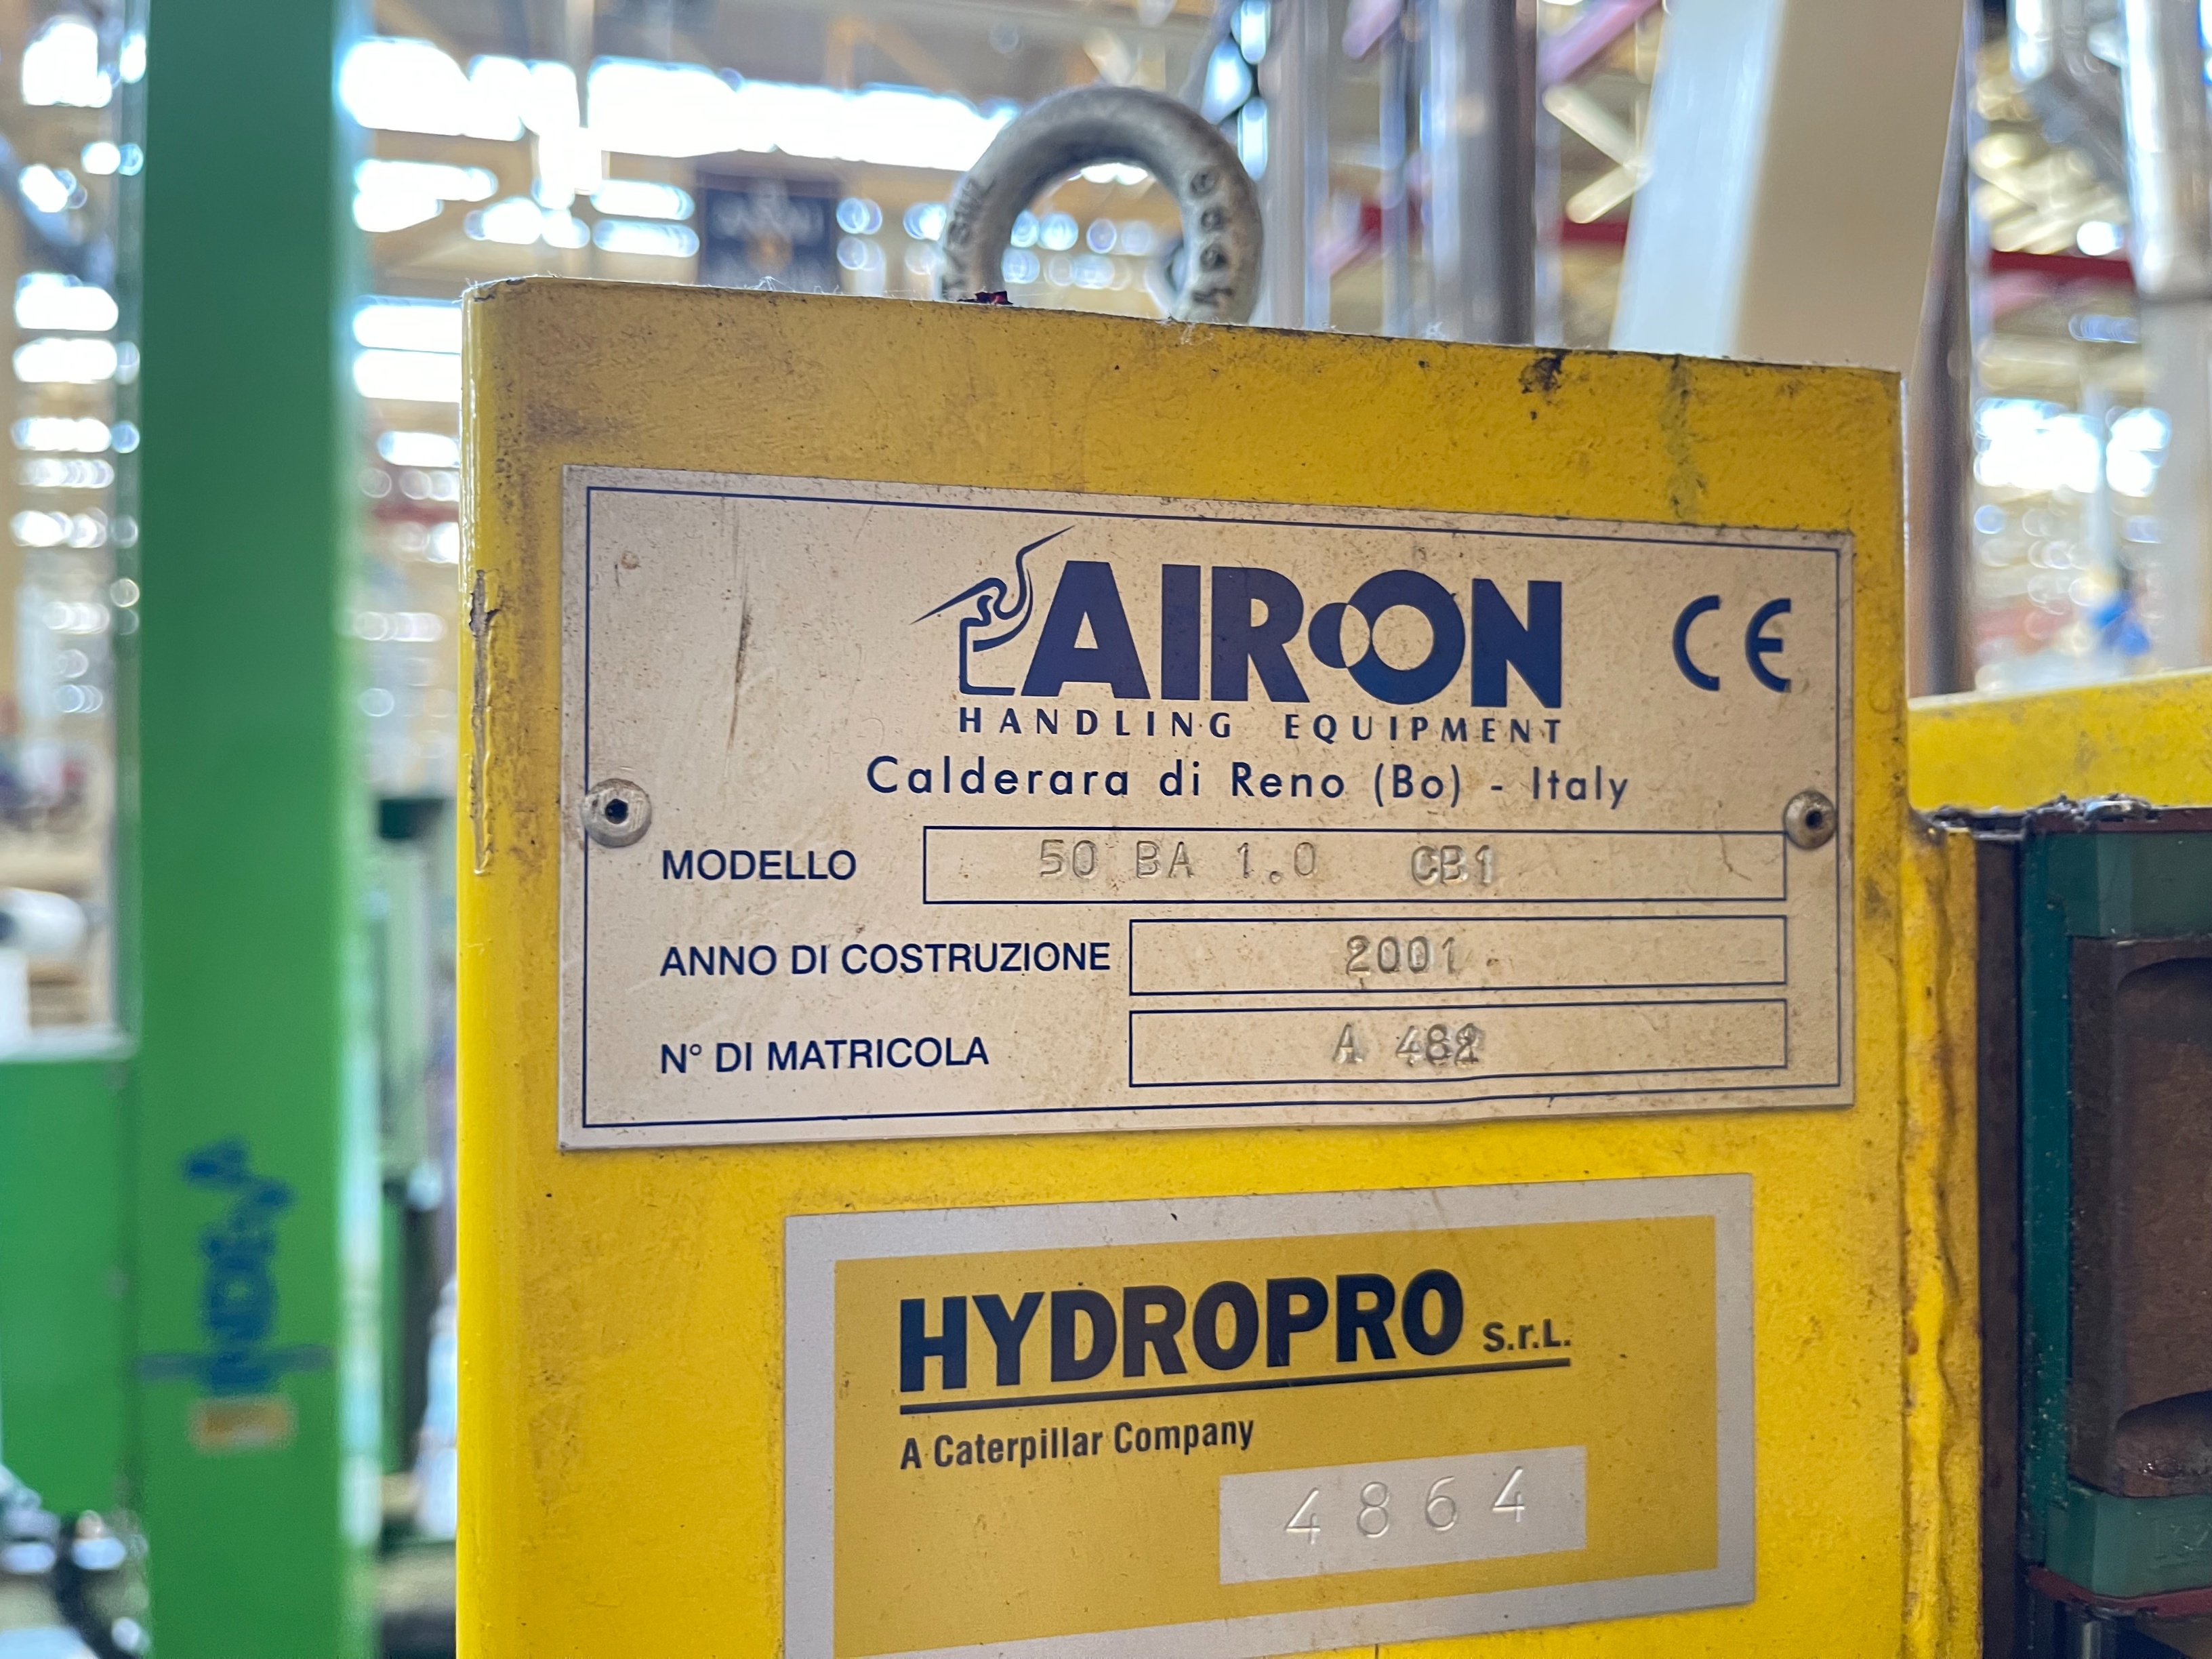 AIRON
HANDLING EQUIPMENT
CE
Calderara di Reno (Bo) - Italy
MODELLO 50 BA 1.0 CB1
ANNO DI COSTRUZIONE 2001
N° DI MATRICOLA A
HYDROPRO S.r.L.
A Caterpillar Company
4864